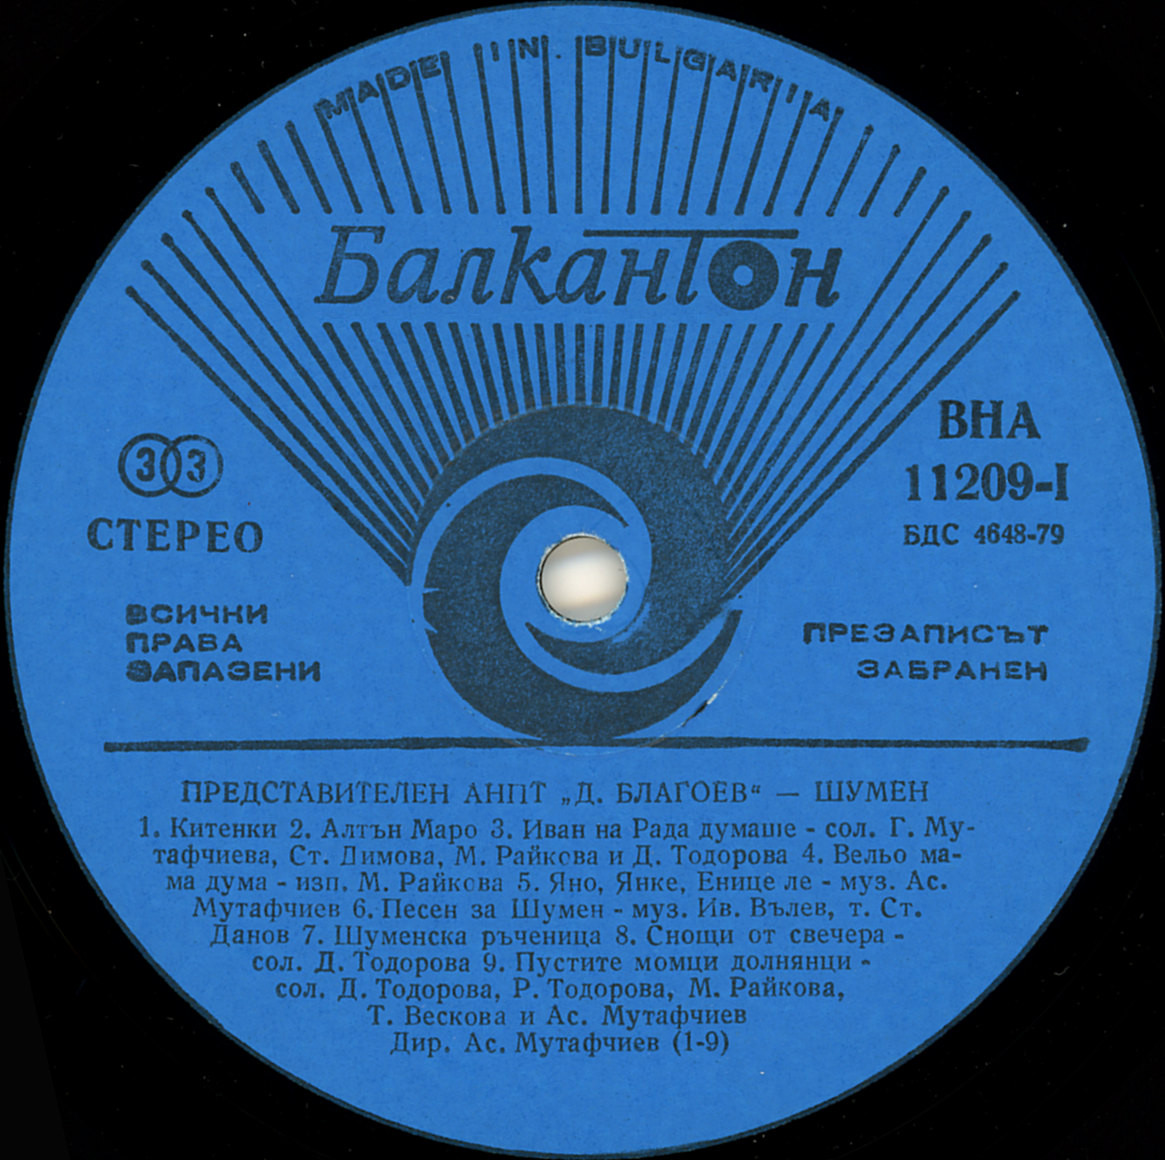 MADE IN BULGARIA
Балкантон
33
СТЕРЕО
ВСИЧКИ
ПРАВА
ЗАПАЗЕНИ
ВНА
11209-I
БДС 4648-79
ПРЕЗАПИСЪТ
ЗАБРАНЕН
ПРЕДСТАВИТЕЛЕН АНПТ „Д. БЛАГОЕВ“ — ШУМЕН
1. Китенки 2. Алтън Маро 3. Иван на Рада думаше - сол. Г. Му-
тафчиева, Ст. Димова, М. Райкова и Д. Тодорова 4. Вельо ма-
ма дума - изп. М. Райкова 5. Яно, Янке, Енице ле - муз. Ас.
Мутафчиев 6. Песен за Шумен - муз. Ив. Вълев, т. Ст.
Данов 7. Шуменска ръченица 8. Снощи от свечера -
сол. Д. Тодорова 9. Пустите момци долнянци -
сол. Д. Тодорова, Р. Тодорова, М. Райкова,
Т. Вескова и Ас. Мутафчиев
Дир. Ас. Мутафчиев (1-9)